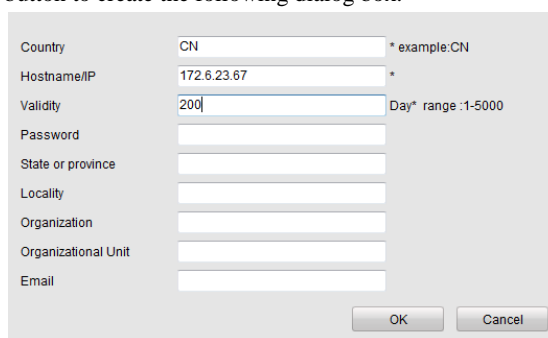 button to create the following dialog box.
Country CN * example:CN
Hostname/IP 172.6.23.67 *
Validity 200 Day* range :1-5000
Password
State or province
Locality
Organization
Organizational Unit
Email
OK Cancel